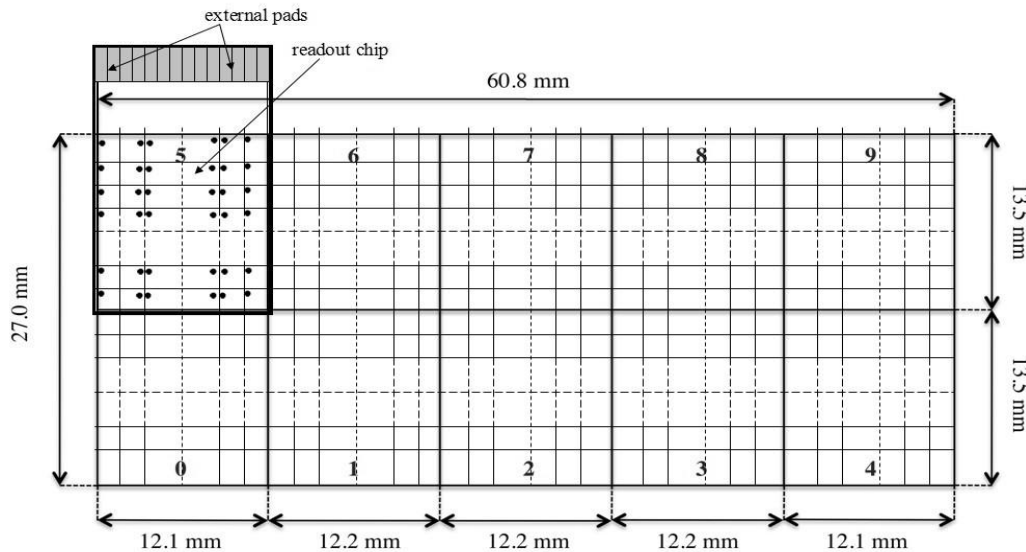 external pads
readout chip
60.8 mm
5
6
7
8
9
13.5 mm
27.0 mm
13.5 mm
0
1
2
3
4
12.1 mm
12.2 mm
12.2 mm
12.2 mm
12.1 mm